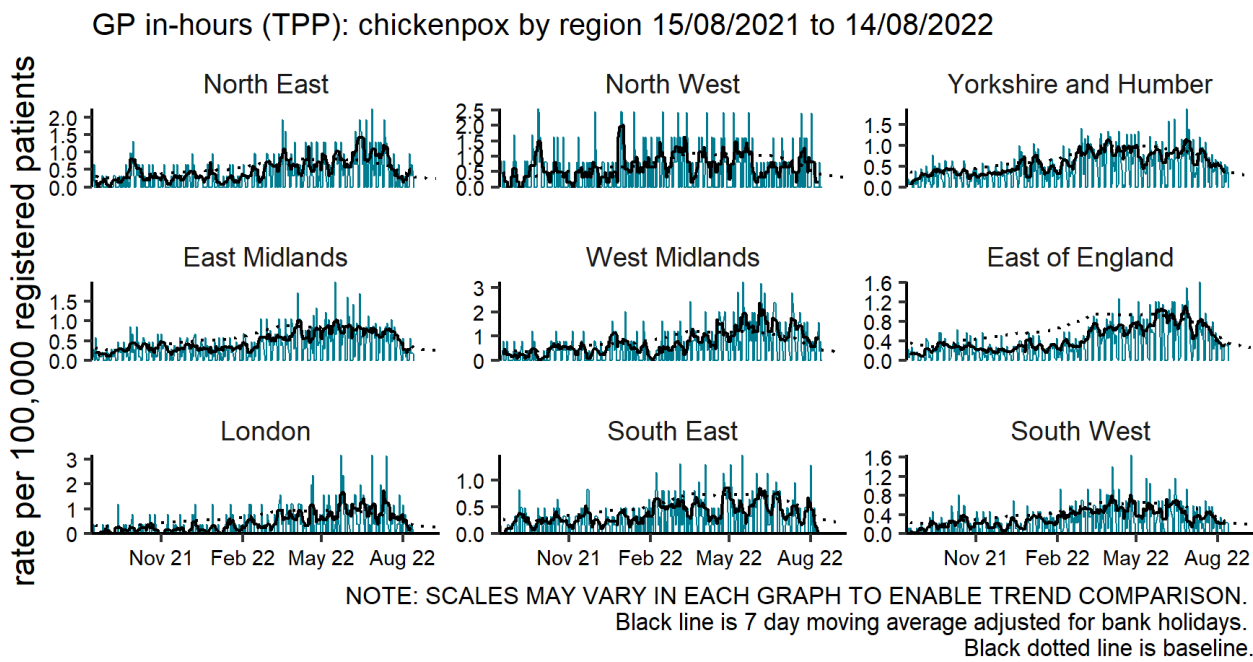 GP in-hours (TPP): chickenpox by region 15/08/2021 to 14/08/2022
rate per 100,000 registered patients
North East
2.0
1.5
1.0
0.5
0.0
North West
2.5
2.0
1.5
1.0
0.5
0.0
Yorkshire and Humber
1.5
1.0
0.5
0.0
East Midlands
1.5
1.0
0.5
0.0
West Midlands
3
2
1
0
East of England
1.6
1.2
0.8
0.4
0.0
London
3
2
1
0
Nov 21 Feb 22 May 22 Aug 22
South East
1.0
0.5
0.0
Nov 21 Feb 22 May 22 Aug 22
South West
1.6
1.2
0.8
0.4
0.0
Nov 21 Feb 22 May 22 Aug 22
NOTE: SCALES MAY VARY IN EACH GRAPH TO ENABLE TREND COMPARISON.
Black line is 7 day moving average adjusted for bank holidays.
Black dotted line is baseline.